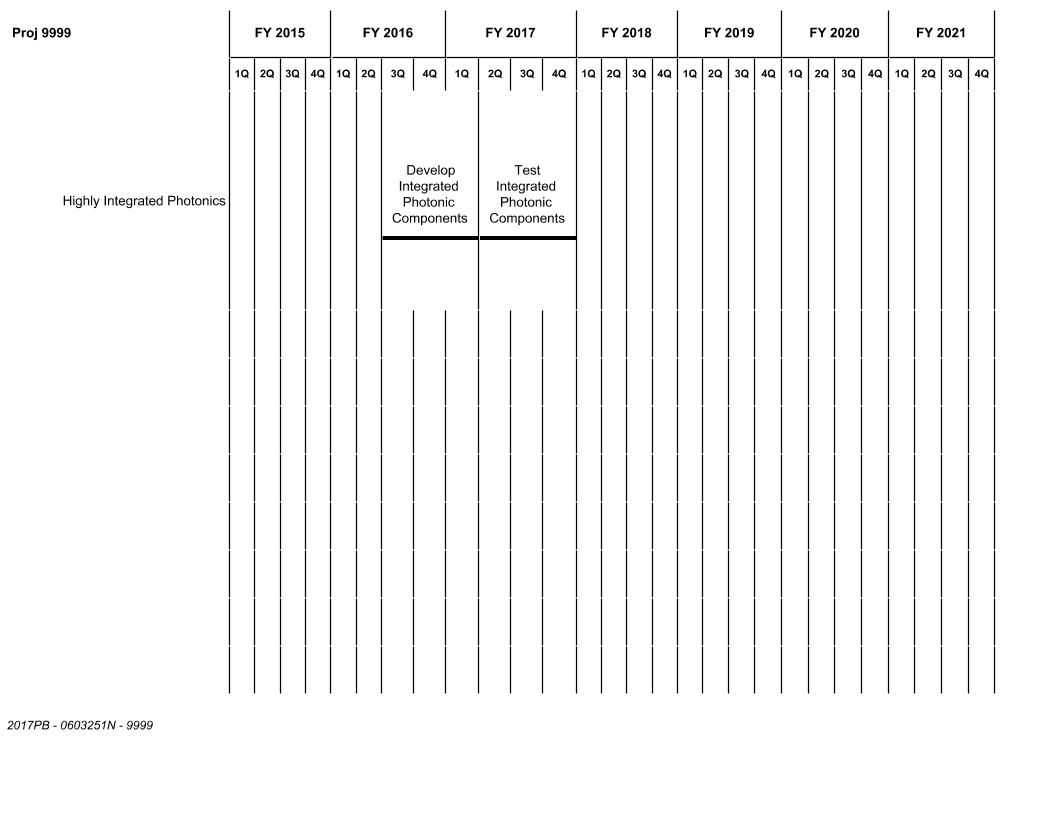 Proj 9999 FY 2015 FY 2016 FY 2017 FY 2018 FY 2019 FY 2020 FY 2021
1Q 2Q 3Q 4Q 1Q 2Q 3Q 4Q 1Q 2Q 3Q 4Q 1Q 2Q 3Q 4Q 1Q 2Q 3Q 4Q 1Q 2Q 3Q 4Q 1Q 2Q 3Q 4Q
Highly Integrated Photonics
Develop
Integrated
Photonic
Components
Test
Integrated
Photonic
Components
2017PB - 0603251N - 9999